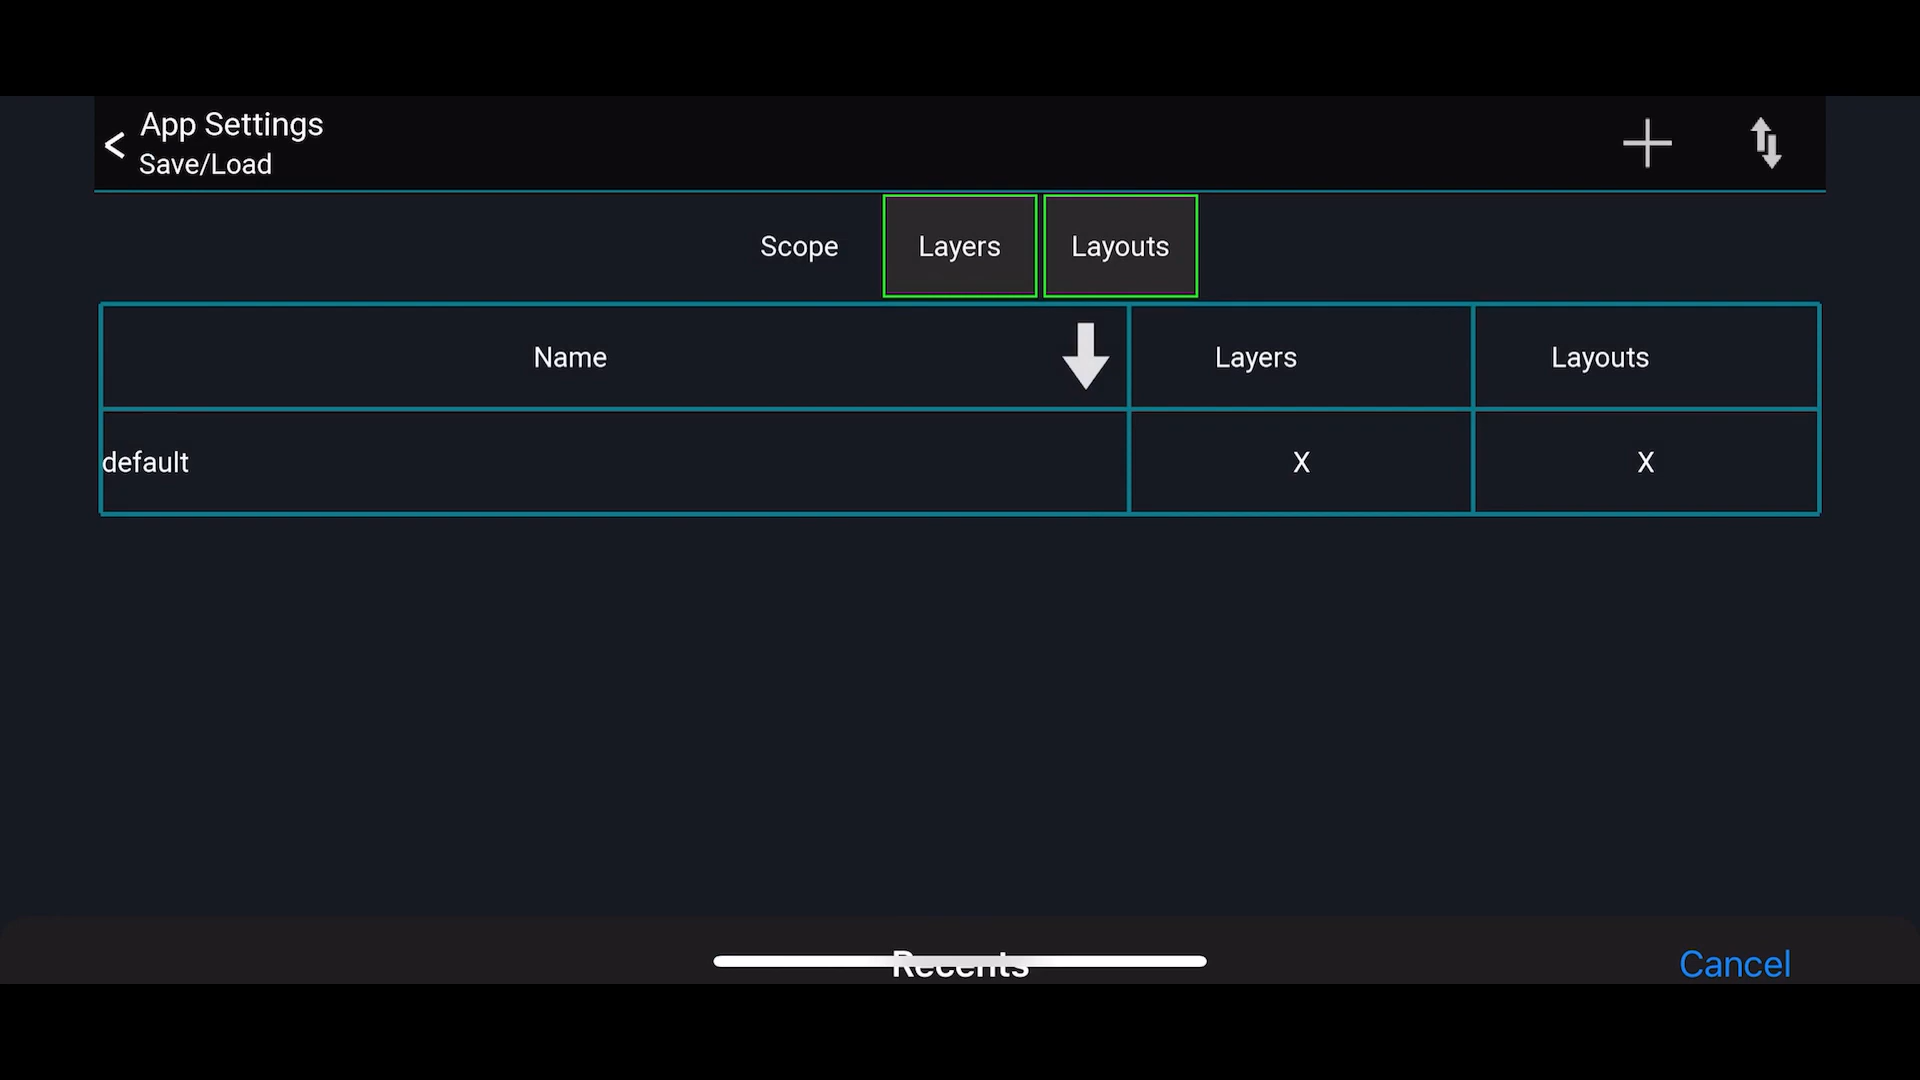 App Settings
Save/Load
Scope Layers Layouts
Name Layers Layouts
default X X
Recents Cancel